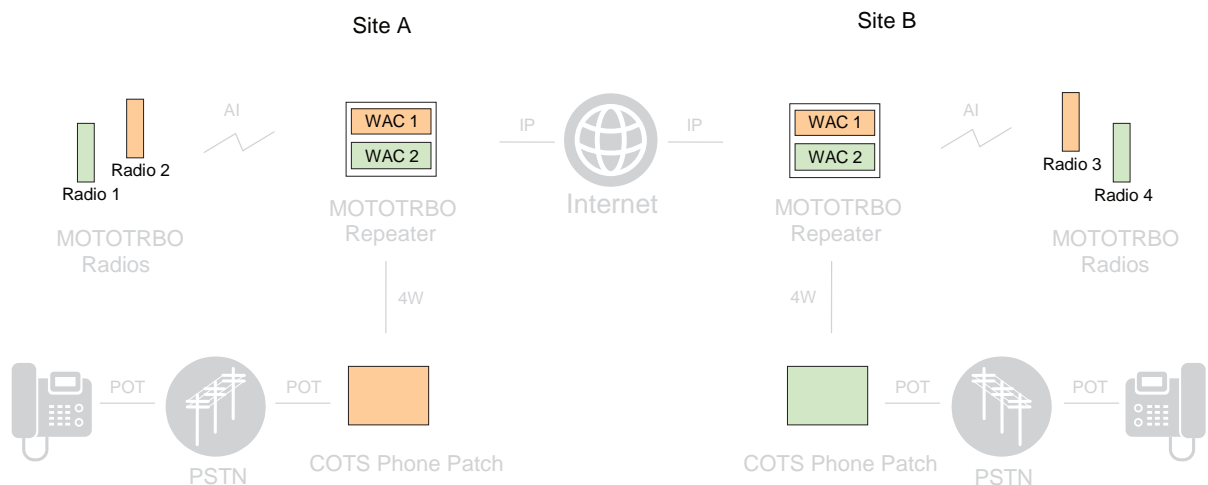 Site A
Site B
AI
WAC 1
WAC 2
IP
IP
WAC 1
WAC 2
AI
Radio 2
Radio 1
Radio 3
Radio 4
MOTOTRBO
Repeater
Internet
MOTOTRBO
Repeater
MOTOTRBO
Radios
MOTOTRBO
Radios
4W
4W
POT
POT
POT
POT
PSTN
COTS Phone Patch
COTS Phone Patch
PSTN